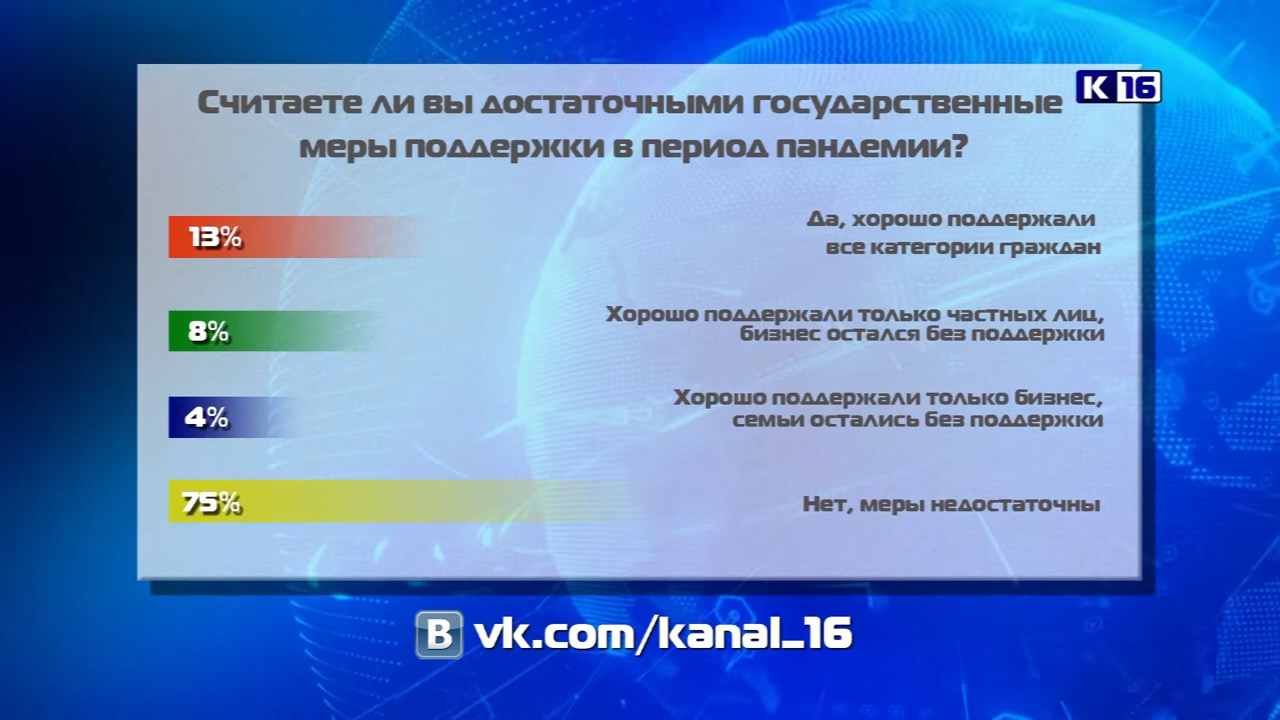 Считаете ли вы достаточными государственные
К 16
меры поддержки в период пандемии?
13%
Да, хорошо поддержали
все категории граждан
8%
Хорошо поддержали только частных лиц,
бизнес остался без поддержки
4%
Хорошо поддержали только бизнес,
семьи остались без поддержки
75%
Нет, меры недостаточны
В vk.com/kanal_16